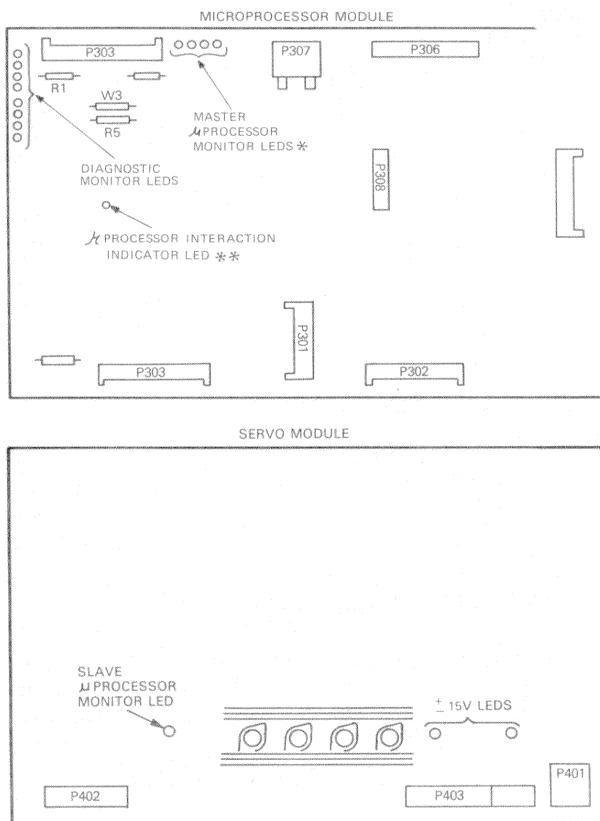 MICROPROCESSOR MODULE
P303
P307
P306
R1
W3
R5
MASTER
μPROCESSOR
MONITOR LEDS *
DIAGNOSTIC
MONITOR LEDS
P308
μPROCESSOR INTERACTION
INDICATOR LED **
P301
P303
P302
SERVO MODULE
SLAVE
μPROCESSOR
MONITOR LED
± 15V LEDS
P401
P402
P403